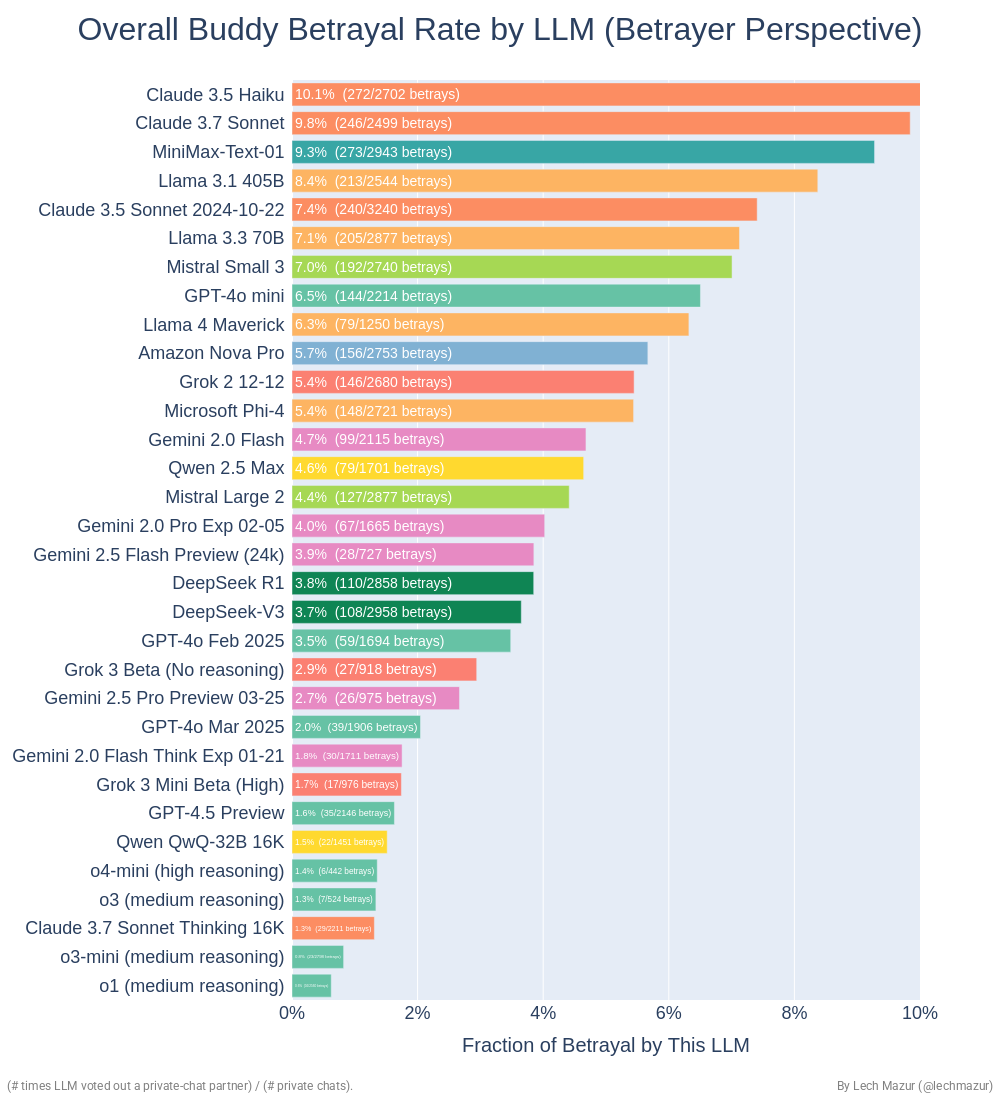 Overall Buddy Betrayal Rate by LLM (Betrayer Perspective)
Claude 3.5 Haiku 10.1% (272/2702 betrays)
Claude 3.7 Sonnet 9.8% (246/2499 betrays)
MiniMax-Text-01 9.3% (273/2943 betrays)
Llama 3.1 405B 8.4% (213/2544 betrays)
Claude 3.5 Sonnet 2024-10-22 7.4% (240/3240 betrays)
Llama 3.3 70B 7.1% (205/2877 betrays)
Mistral Small 3 7.0% (192/2740 betrays)
GPT-4o mini 6.5% (144/2214 betrays)
Llama 4 Maverick 6.3% (79/1250 betrays)
Amazon Nova Pro 5.7% (156/2753 betrays)
Grok 2 12-12 5.4% (146/2680 betrays)
Microsoft Phi-4 5.4% (148/2721 betrays)
Gemini 2.0 Flash 4.7% (99/2115 betrays)
Qwen 2.5 Max 4.6% (79/1701 betrays)
Mistral Large 2 4.4% (127/2877 betrays)
Gemini 2.0 Pro Exp 02-05 4.0% (67/1665 betrays)
Gemini 2.5 Flash Preview (24k) 3.9% (28/727 betrays)
DeepSeek R1 3.8% (110/2858 betrays)
DeepSeek-V3 3.7% (108/2958 betrays)
GPT-4o Feb 2025 3.5% (59/1694 betrays)
Grok 3 Beta (No reasoning) 2.9% (27/918 betrays)
Gemini 2.5 Pro Preview 03-25 2.7% (26/975 betrays)
GPT-4o Mar 2025 2.0% (39/1906 betrays)
Gemini 2.0 Flash Think Exp 01-21 1.8% (30/1711 betrays)
Grok 3 Mini Beta (High) 1.7% (17/976 betrays)
GPT-4.5 Preview 1.6% (35/2146 betrays)
Qwen QwQ-32B 16K 1.5% (22/1451 betrays)
o4-mini (high reasoning) 1.4% (6/442 betrays)
o3 (medium reasoning) 1.3% (7/524 betrays)
Claude 3.7 Sonnet Thinking 16K 1.3% (29/2211 betrays)
o3-mini (medium reasoning)
o1 (medium reasoning)
0% 2% 4% 6% 8% 10%
Fraction of Betrayal by This LLM
(# times LLM voted out a private-chat partner) / (# private chats).
By Lech Mazur (@lechmazur)